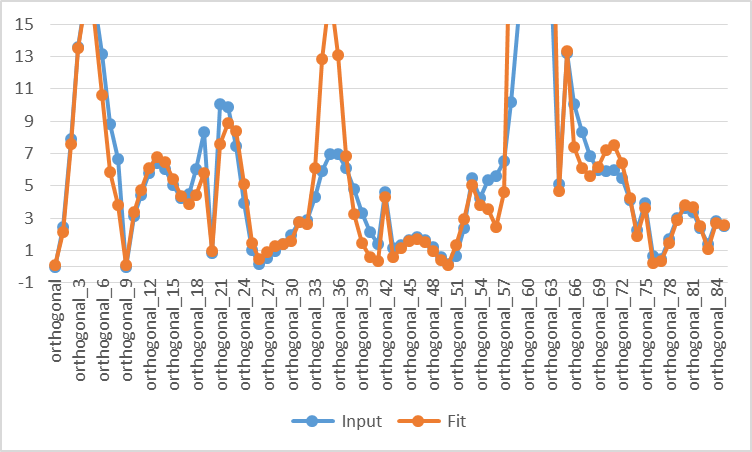 15
13
11
9
7
5
3
1
-1
orthogonal
orthogonal_3
orthogonal_6
orthogonal_9
orthogonal_12
orthogonal_15
orthogonal_18
orthogonal_21
orthogonal_24
orthogonal_27
orthogonal_30
orthogonal_33
orthogonal_36
orthogonal_39
orthogonal_42
orthogonal_45
orthogonal_48
orthogonal_51
orthogonal_54
orthogonal_57
orthogonal_60
orthogonal_63
orthogonal_66
orthogonal_69
orthogonal_72
orthogonal_75
orthogonal_78
orthogonal_81
orthogonal_84
Input Fit